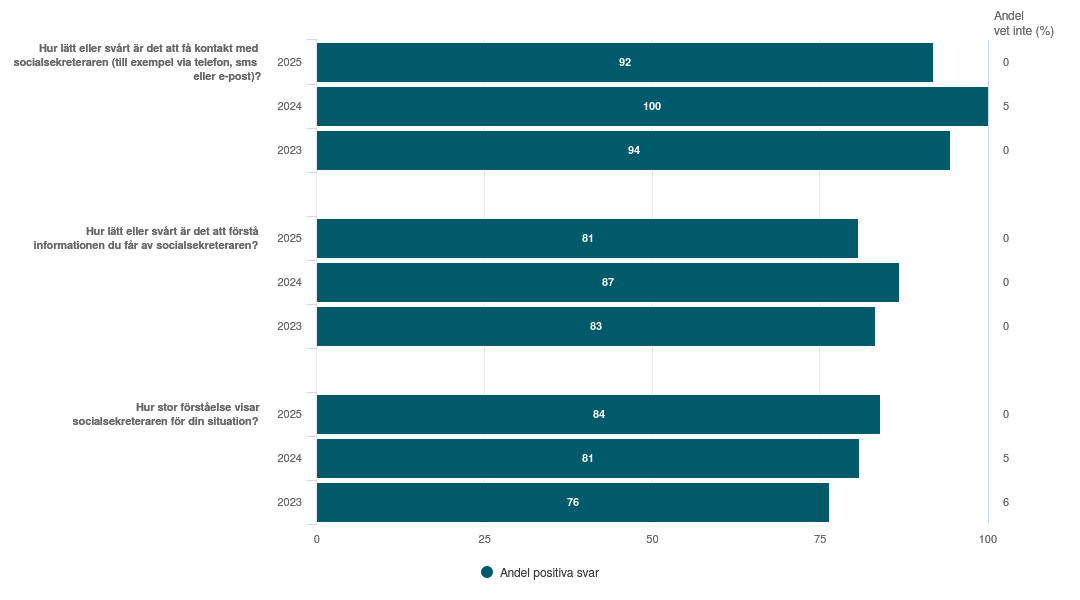 Andel
vet inte (%)
Hur lätt eller svårt är det att få kontakt med
socialsekreteraren (till exempel via telefon, sms
eller e-post)?
2025 92 0
2024 100 5
2023 94 0
Hur lätt eller svårt är det att förstå
informationen du får av socialsekreteraren?
2025 81 0
2024 87 0
2023 83 0
Hur stor förståelse visar
socialsekreteraren för din situation?
2025 84 0
2024 81 5
2023 76 6
0 25 50 75 100
Andel positiva svar